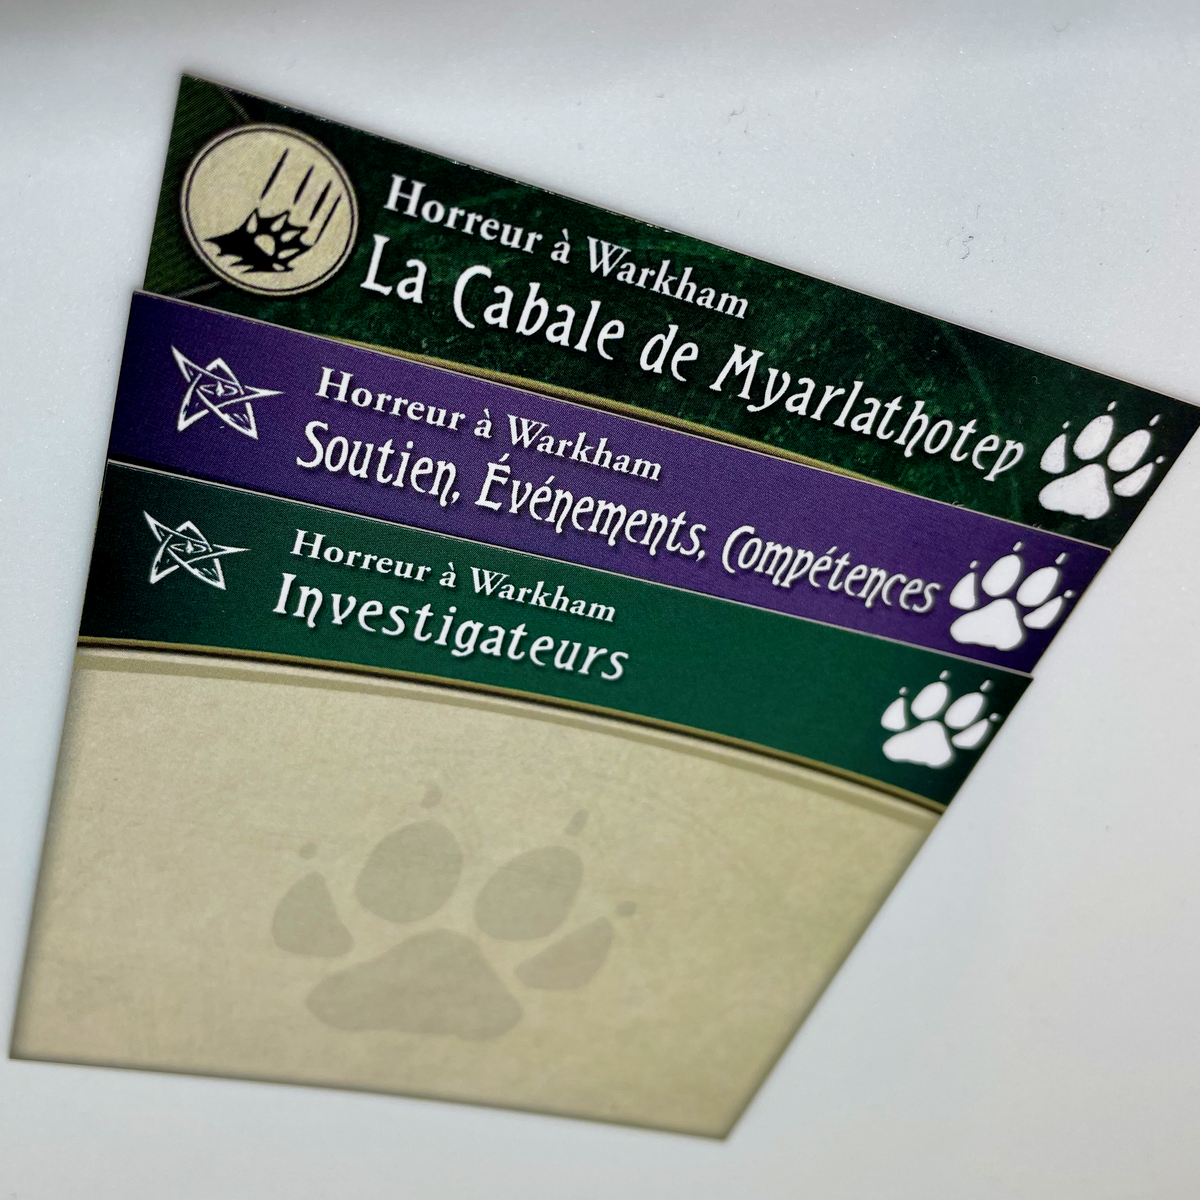 Horreur à Warkham
La Cabale de Myarlathotep
Horreur à Warkham
Soutien, Événements, Compétences
Horreur à Warkham
Investigateurs